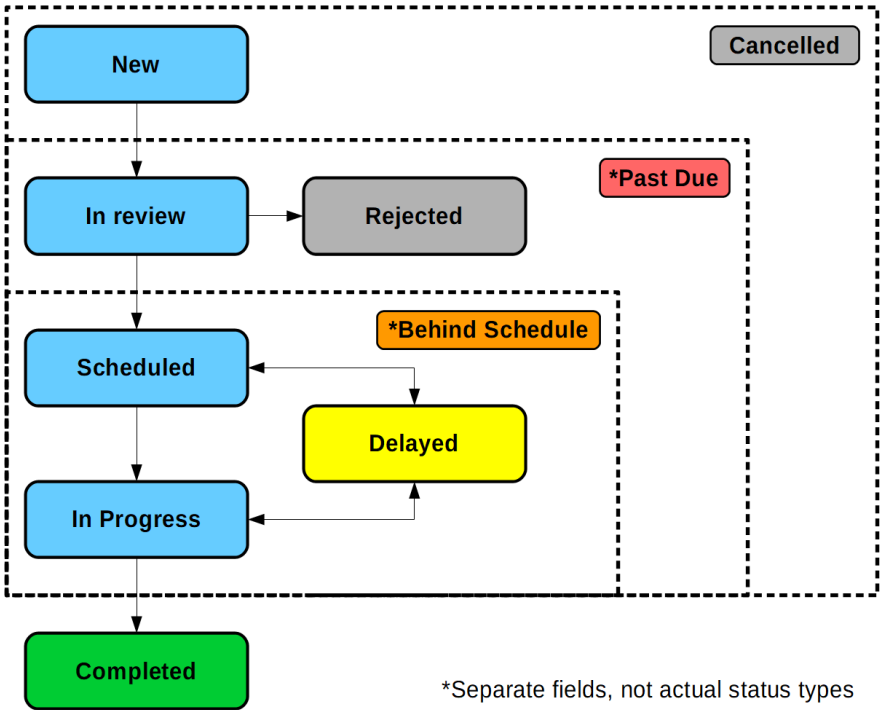 New
Cancelled
*Past Due
In review
Rejected
*Behind Schedule
Scheduled
Delayed
In Progress
Completed
*Separate fields, not actual status types